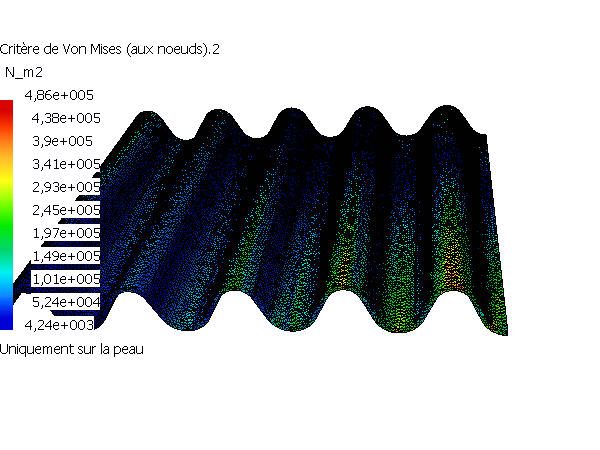 Critère de Von Mises (aux noeuds).2
N_m2
4,86e+005
4,38e+005
3,9e+005
3,41e+005
2,93e+005
2,45e+005
1,97e+005
1,49e+005
1,01e+005
5,24e+004
4,24e+003
Uniquement sur la peau